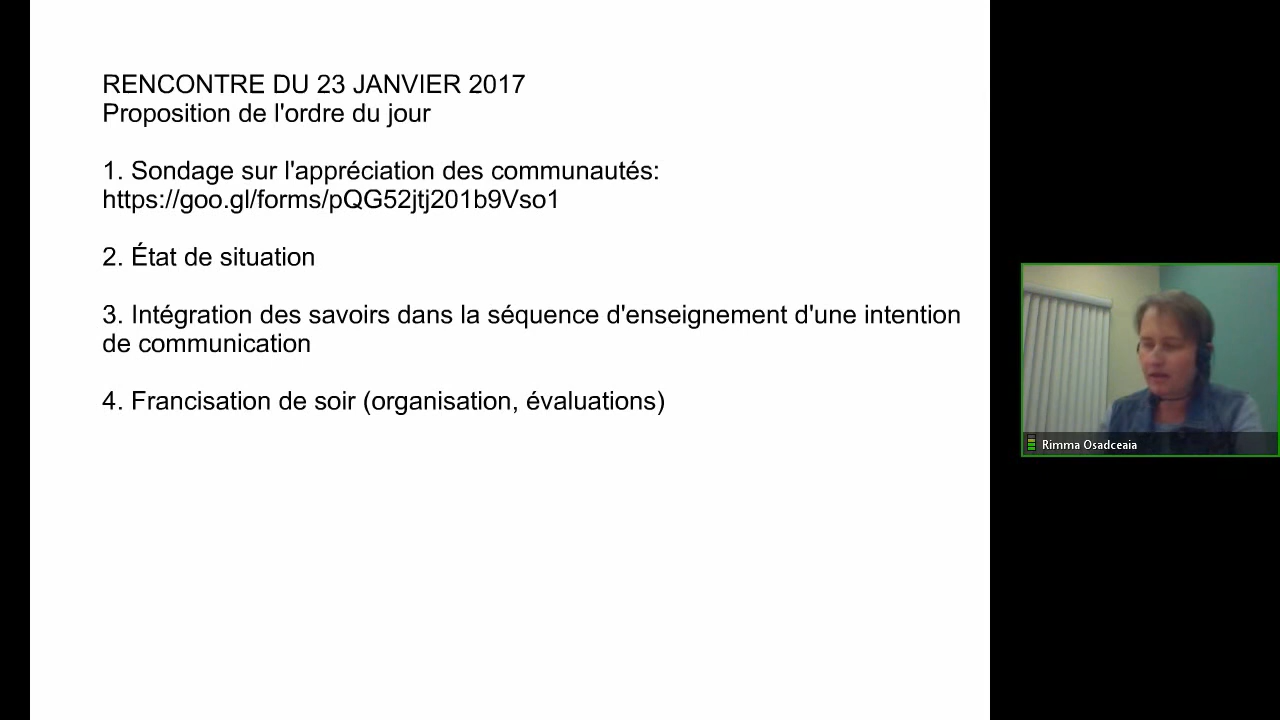 RENCONTRE DU 23 JANVIER 2017
Proposition de l'ordre du jour
1. Sondage sur l'appréciation des communautés:
https://goo.gl/forms/pQG52jtj201b9Vso1
2. État de situation
3. Intégration des savoirs dans la séquence d'enseignement d'une intention
de communication
4. Francisation de soir (organisation, évaluations)
Rimma Osadceaia